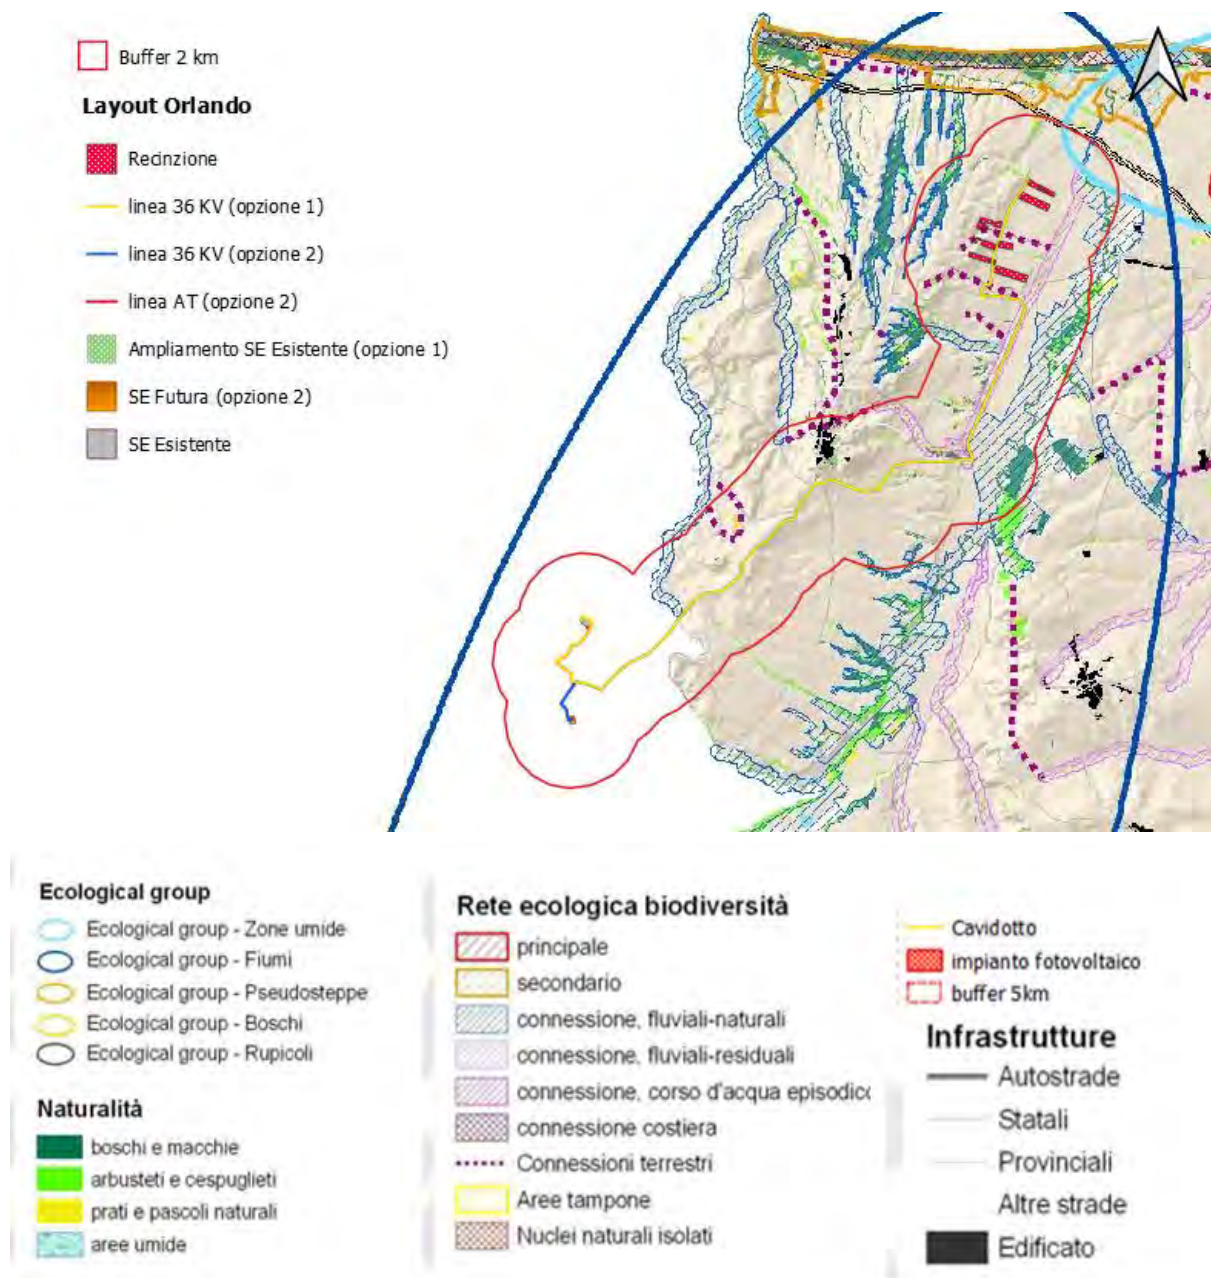 Buffer 2 km
Layout Orlando
Recinzione
linea 36 KV (opzione 1)
linea 36 KV (opzione 2)
linea AT (opzione 2)
Ampliamento SE Esistente (opzione 1)
SE Futura (opzione 2)
SE Esistente
Ecological group
Ecological group - Zone umide
Ecological group - Fiumi
Ecological group - Pseudosteppe
Ecological group - Boschi
Ecological group - Rupicoli
Naturalità
boschi e macchie
arbusteti e cespuglieti
prati e pascoli naturali
aree umide
Rete ecologica biodiversità
principale
secondario
connessione, fluviali-naturali
connessione, fluviali-residuali
connessione, corso d'acqua episodico
connessione costiera
Connessioni terrestri
Aree tampone
Nuclei naturali isolati
Cavidotto
impianto fotovoltaico
buffer 5km
Infrastrutture
Autostrade
Statali
Provinciali
Altre strade
Edificato